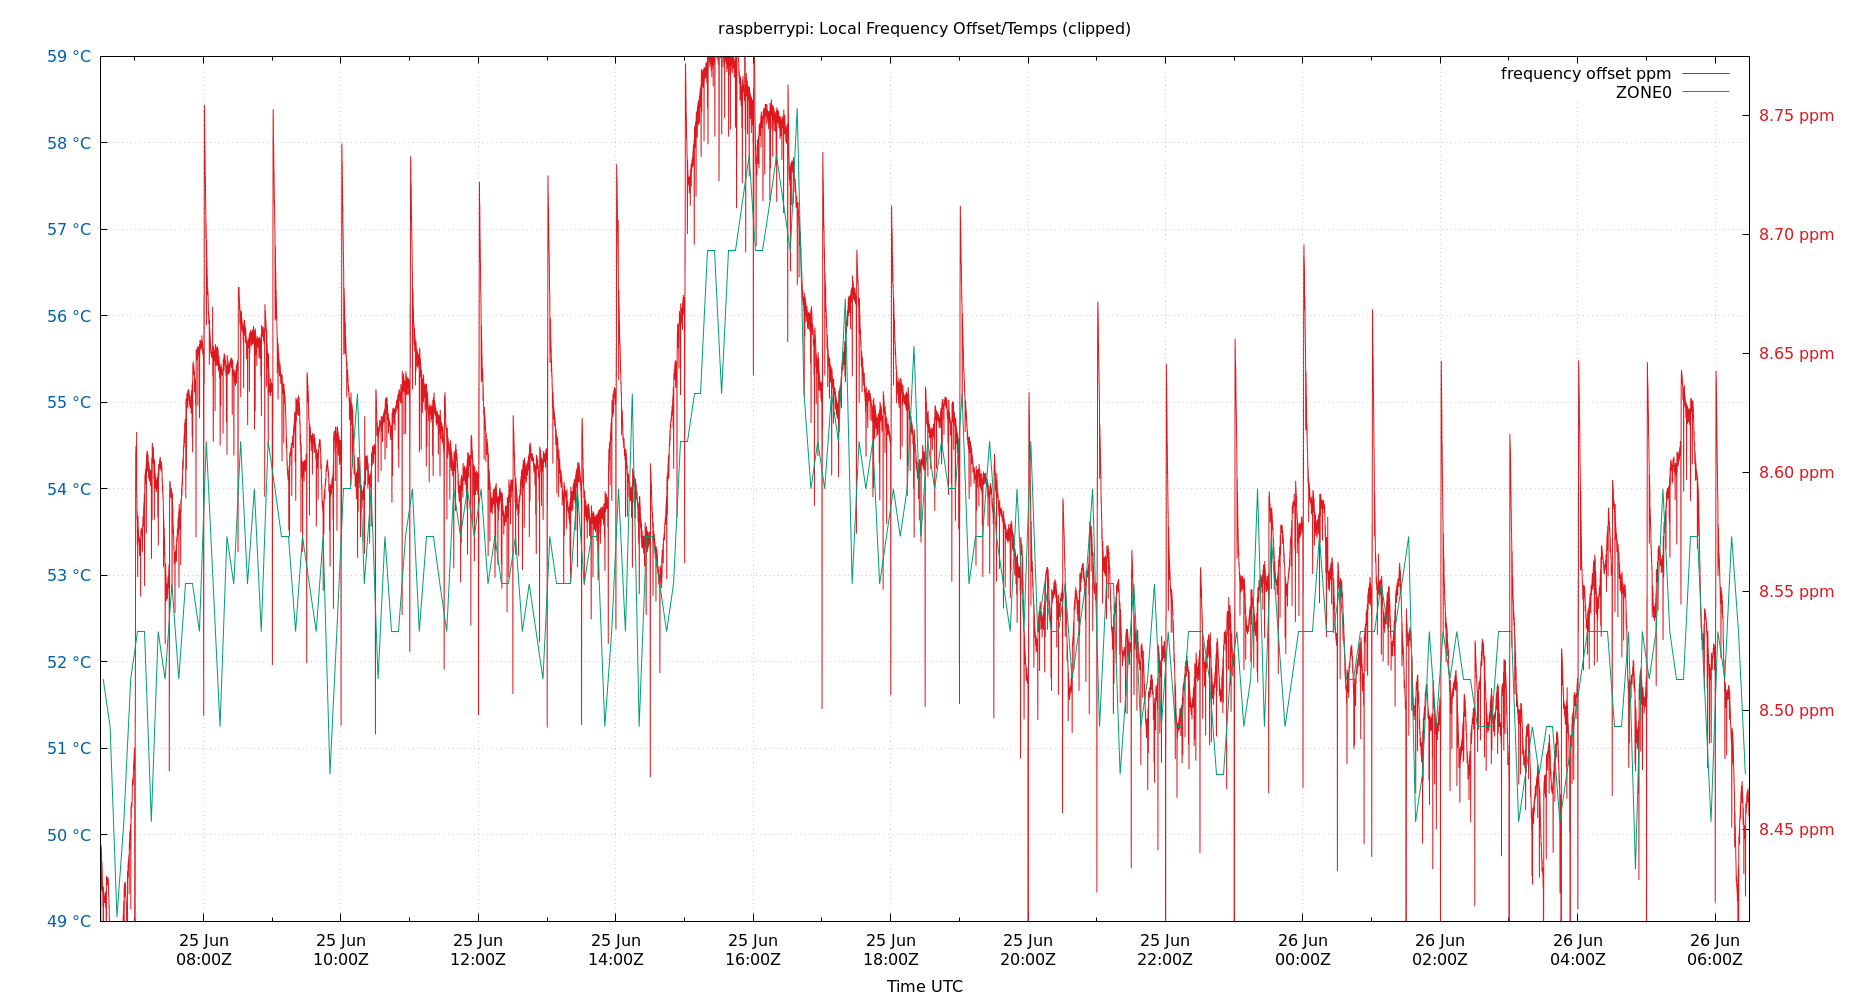 raspberrypi: Local Frequency Offset/Temps (clipped)
frequency offset ppm
ZONE0
59 °C
58 °C
57 °C
56 °C
55 °C
54 °C
53 °C
52 °C
51 °C
50 °C
49 °C
8.75 ppm
8.70 ppm
8.65 ppm
8.60 ppm
8.55 ppm
8.50 ppm
8.45 ppm
25 Jun 25 Jun 25 Jun 25 Jun 25 Jun 25 Jun 25 Jun 25 Jun 26 Jun 26 Jun 26 Jun 26 Jun
08:00Z 10:00Z 12:00Z 14:00Z 16:00Z 18:00Z 20:00Z 22:00Z 00:00Z 02:00Z 04:00Z 06:00Z
Time UTC